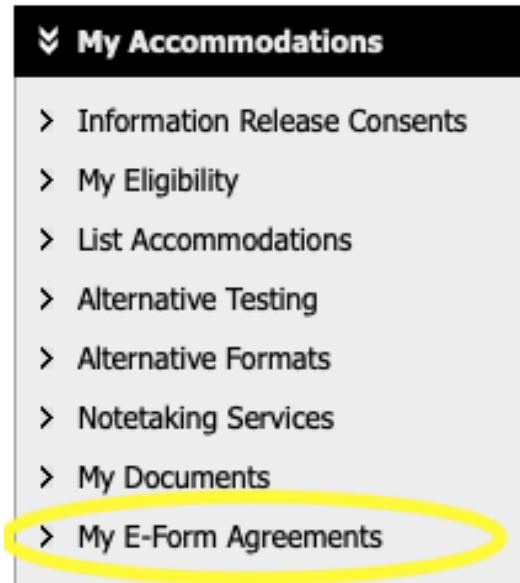 My Accommodations
Information Release Consents
My Eligibility
List Accommodations
Alternative Testing
Alternative Formats
Notetaking Services
My Documents
My E-Form Agreements